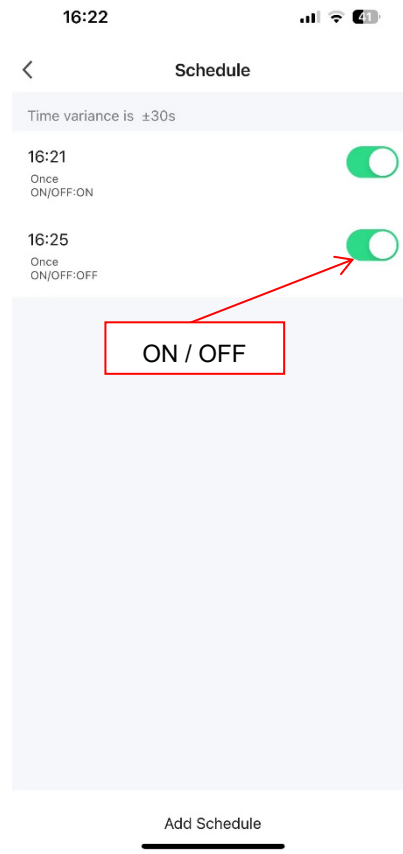 16:22
41
Schedule
Time variance is ±30s
16:21
Once
ON/OFF:ON
16:25
Once
ON/OFF:OFF
ON / OFF
Add Schedule